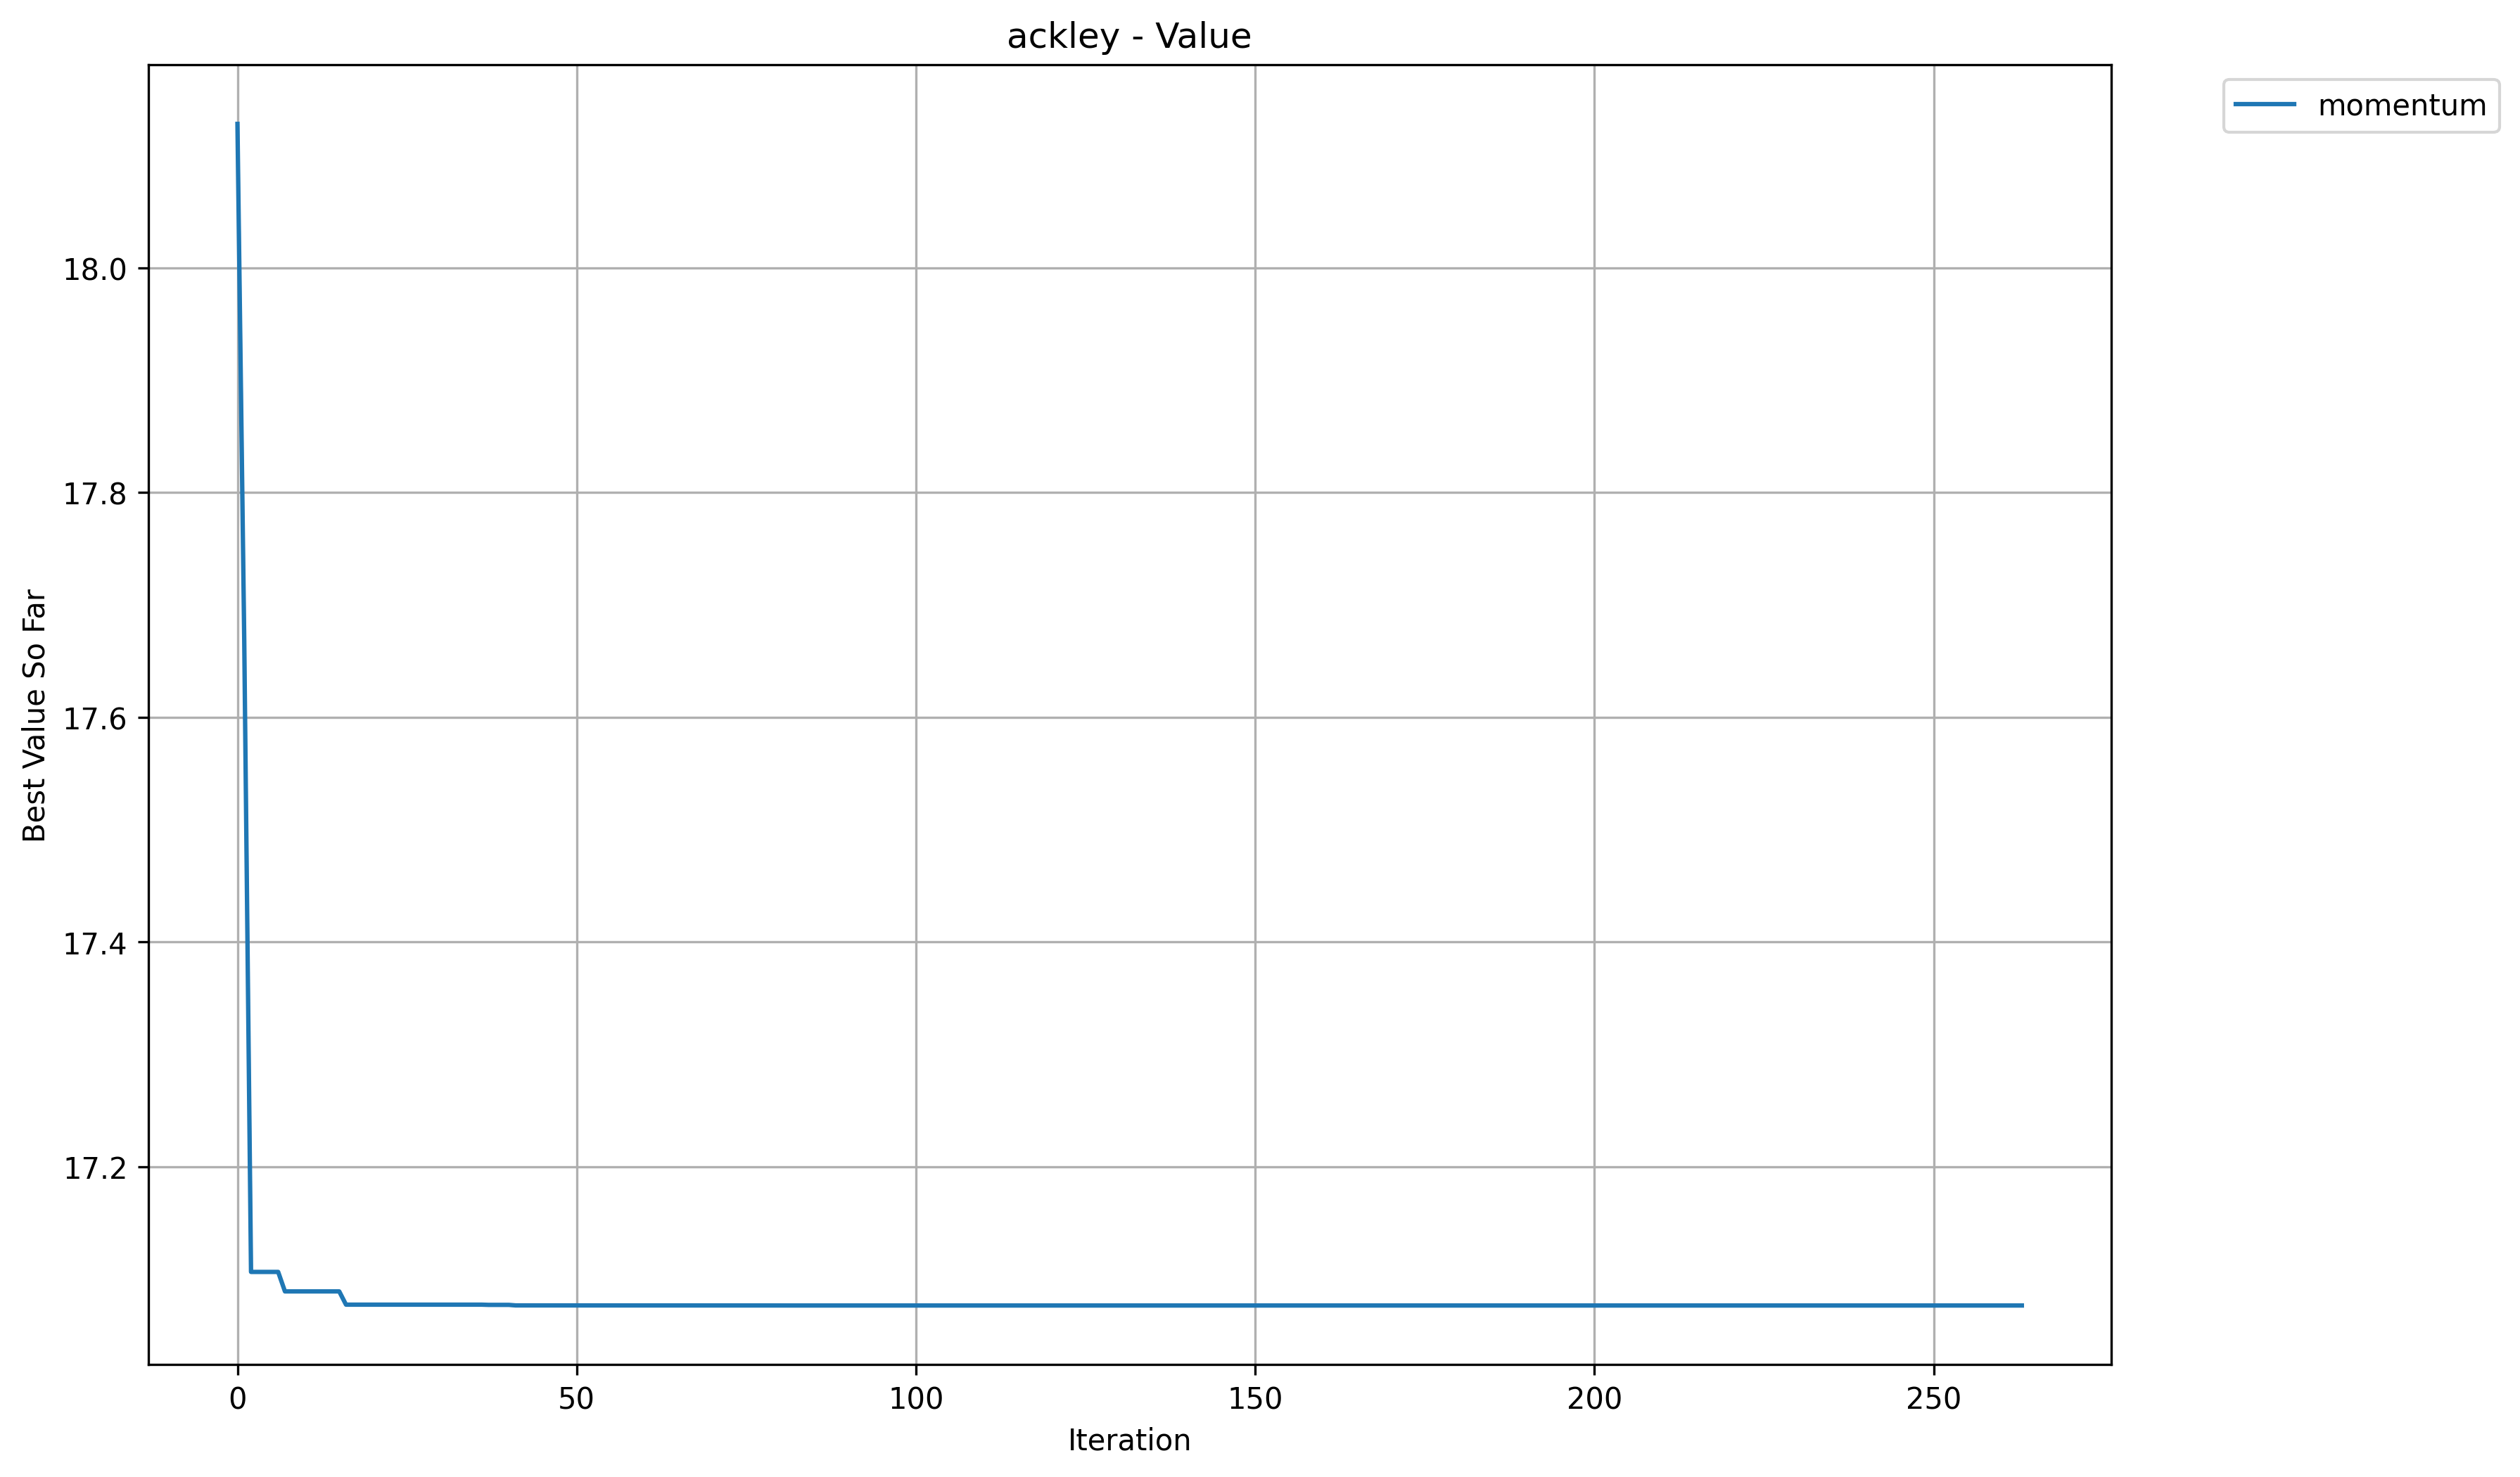 ackley - Value
momentum
Best Value So Far
18.0
17.8
17.6
17.4
17.2
0 50 100 150 200 250
Iteration